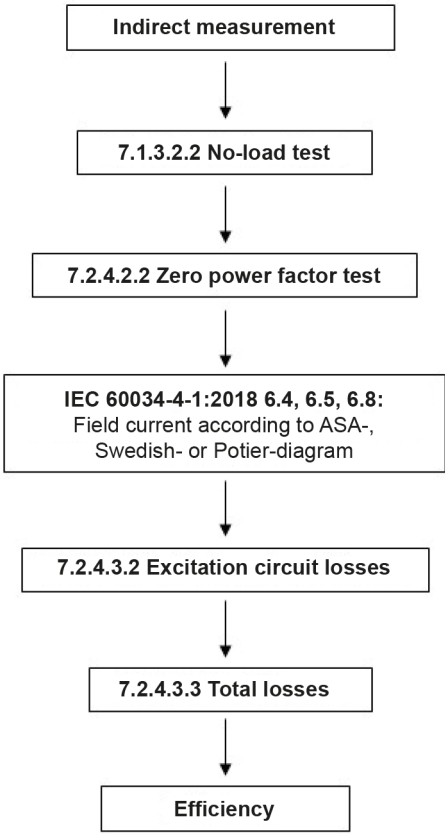 Indirect measurement
7.1.3.2.2 No-load test
7.2.4.2.2 Zero power factor test
IEC 60034-4-1:2018 6.4, 6.5, 6.8:
Field current according to ASA-,
Swedish- or Potier-diagram
7.2.4.3.2 Excitation circuit losses
7.2.4.3.3 Total losses
Efficiency